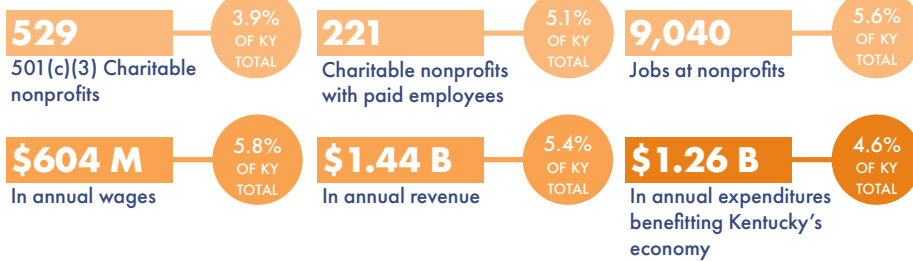 529
3.9%
OF KY
TOTAL
501(c)(3) Charitable
nonprofits
221
5.1%
OF KY
TOTAL
Charitable nonprofits
with paid employees
9,040
5.6%
OF KY
TOTAL
Jobs at nonprofits
$604 M
5.8%
OF KY
TOTAL
In annual wages
$1.44 B
5.4%
OF KY
TOTAL
In annual revenue
$1.26 B
4.6%
OF KY
TOTAL
In annual expenditures
benefitting Kentucky’s
economy